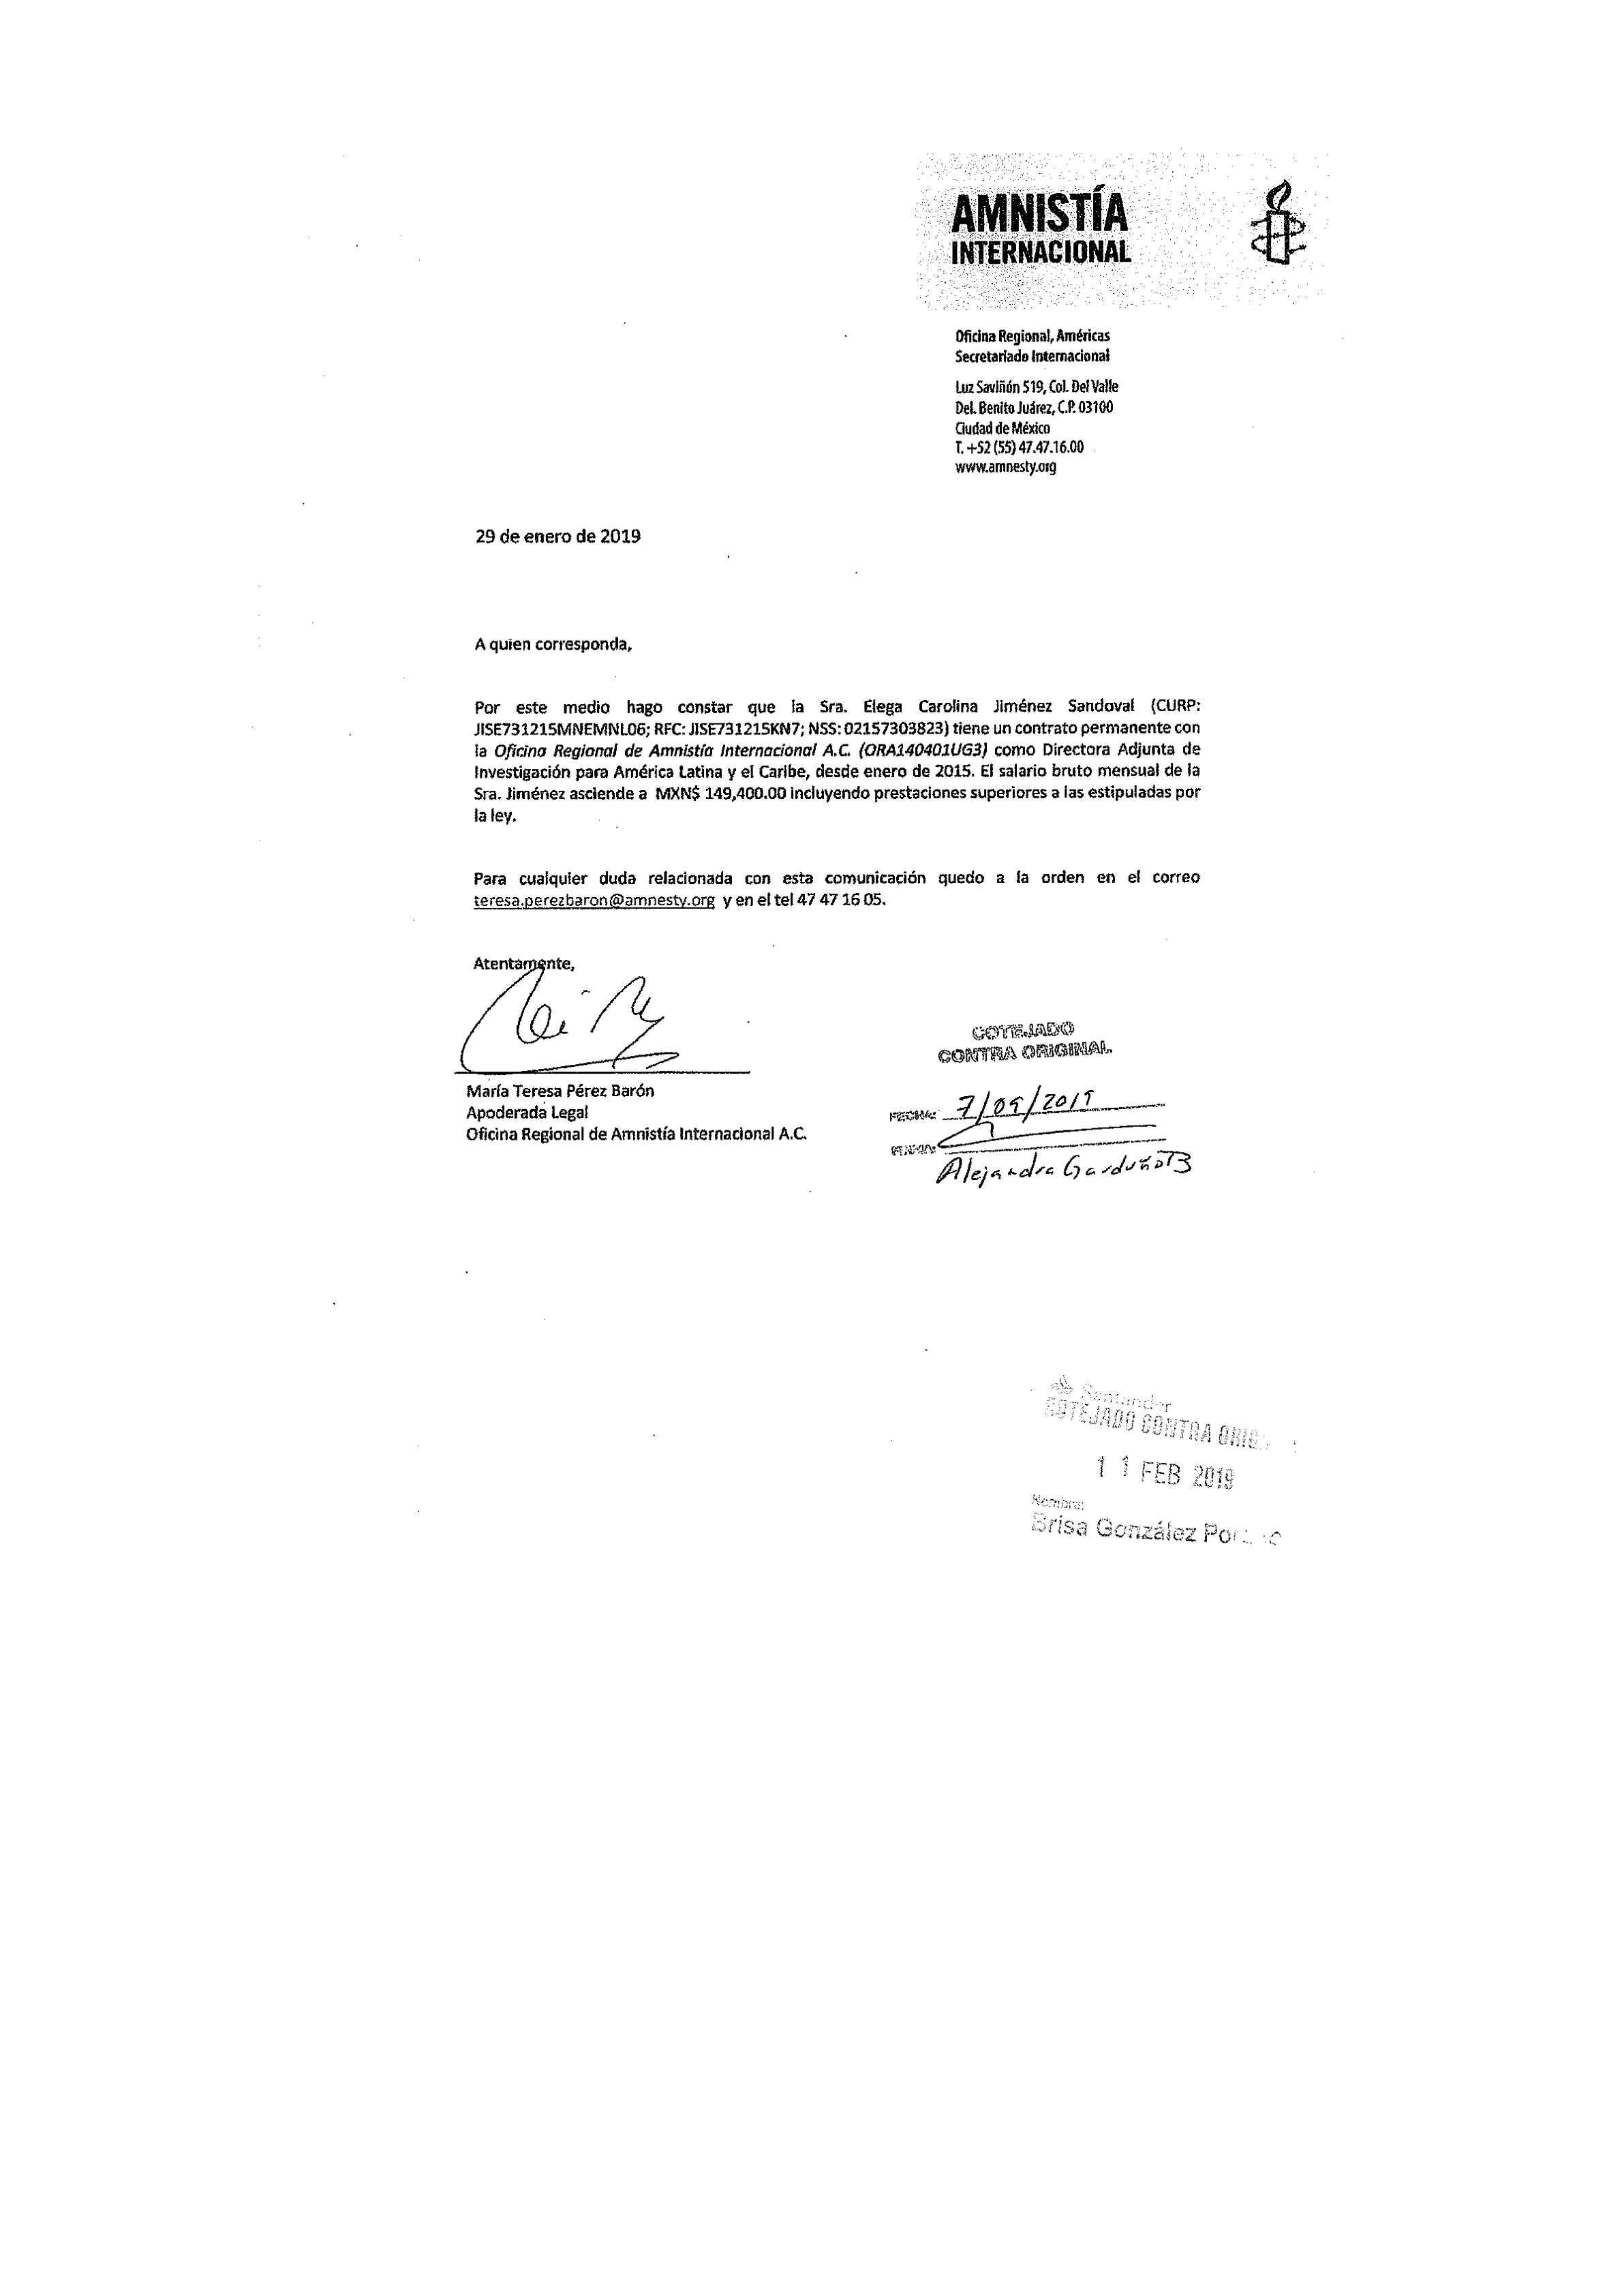 AMNISTÍA
INTERNACIONAL
Oficina Regional, Américas
Secretariado Internacional
Luz Saviñón 519, Col. Del Valle
Del. Benito Juárez, C.P. 03100
Ciudad de México
T. +52 (55) 47.47.16.00
www.amnesty.org
29 de enero de 2019
A quien corresponda,
Por este medio hago constar que la Sra. Elega Carolina Jiménez Sandoval (CURP:
JISE731215MNEMNL06; RFC: JISE731215KN7; NSS: 02157303823) tiene un contrato permanente con
la Oficina Regional de Amnistía Internacional A.C. (ORA140401UG3) como Directora Adjunta de
Investigación para América Latina y el Caribe, desde enero de 2015. El salario bruto mensual de la
Sra. Jiménez asciende a MXN$ 149,400.00 incluyendo prestaciones superiores a las estipuladas por
la ley.
Para cualquier duda relacionada con esta comunicación quedo a la orden en el correo
teresa.perezbaron@amnesty.org y en el tel 47 47 16 05.
Atentamente,
María Teresa Pérez Barón
Apoderada Legal
Oficina Regional de Amnistía Internacional A.C.
COTEJADO
CONTRA ORIGINAL
FECHA:
Alejandra Garduño B
Santander
COTEJADO CONTRA
11 FEB 2019
Nombre:
Brisa González